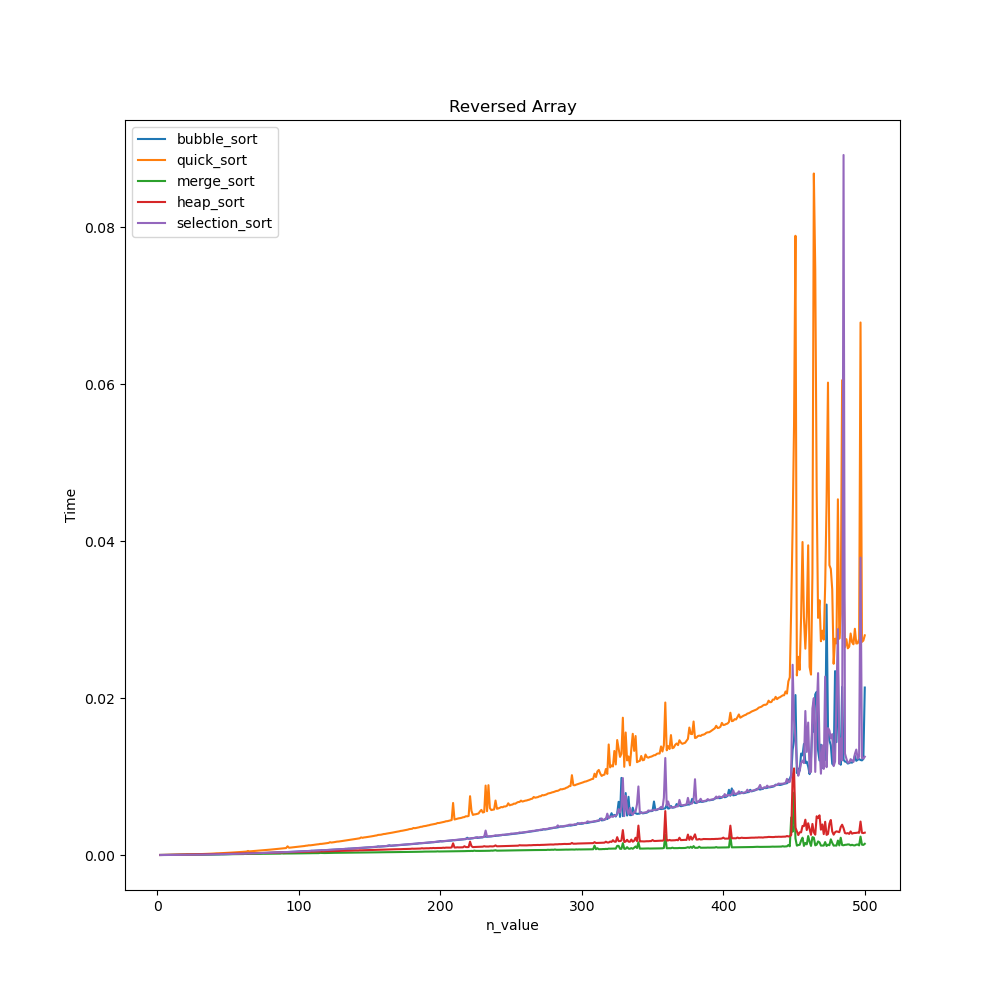 Reversed Array
bubble_sort
quick_sort
merge_sort
heap_sort
selection_sort
0.08
0.06
0.04
0.02
0.00
Time
0 100 200 300 400 500
n_value